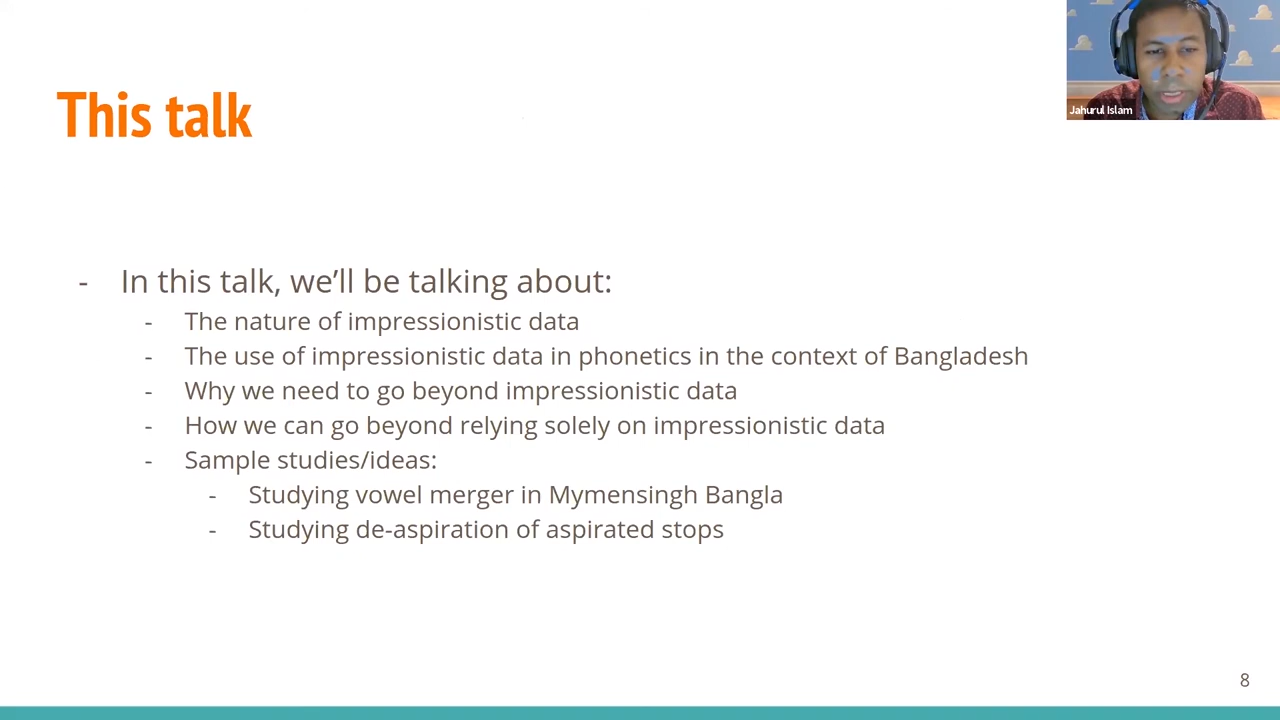 Jahurul Islam
This talk
- In this talk, we’ll be talking about:
- The nature of impressionistic data
- The use of impressionistic data in phonetics in the context of Bangladesh
- Why we need to go beyond impressionistic data
- How we can go beyond relying solely on impressionistic data
- Sample studies/ideas:
- Studying vowel merger in Mymensingh Bangla
- Studying de-aspiration of aspirated stops
8